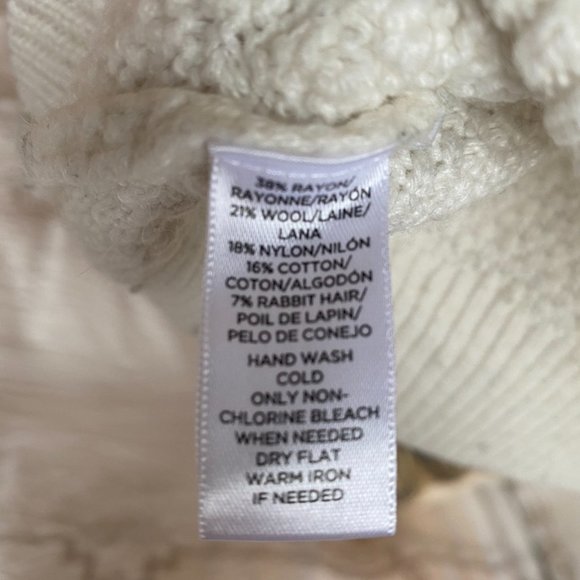 38% RAYON/
RAYONNE/RAYÓN
21% WOOL/LAINE/
LANA
18% NYLON/NILÓN
16% COTTON/
COTON/ALGODÓN
7% RABBIT HAIR/
POIL DE LAPIN/
PELO DE CONEJO
HAND WASH
COLD
ONLY NON-
CHLORINE BLEACH
WHEN NEEDED
DRY FLAT
WARM IRON
IF NEEDED